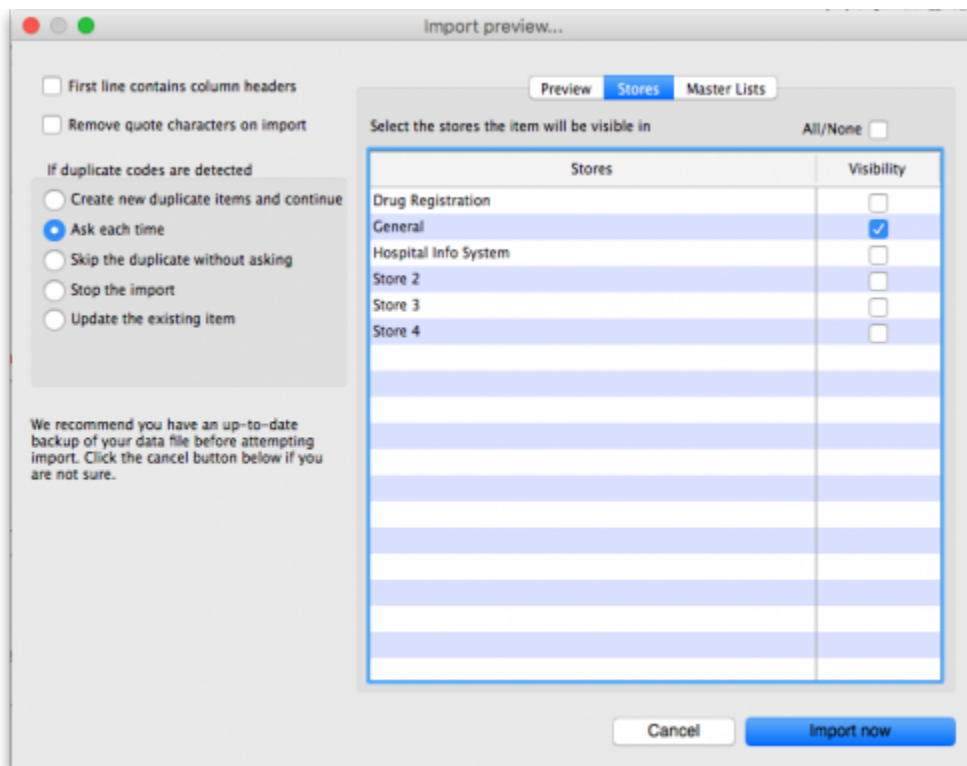 Import preview...
First line contains column headers
Remove quote characters on import
If duplicate codes are detected
Create new duplicate items and continue
Ask each time
Skip the duplicate without asking
Stop the import
Update the existing item
We recommend you have an up-to-date
backup of your data file before attempting
import. Click the cancel button below if you
are not sure.
Preview Stores Master Lists
Select the stores the item will be visible in All/None
Stores Visibility
Drug Registration
General
Hospital Info System
Store 2
Store 3
Store 4
Cancel Import now